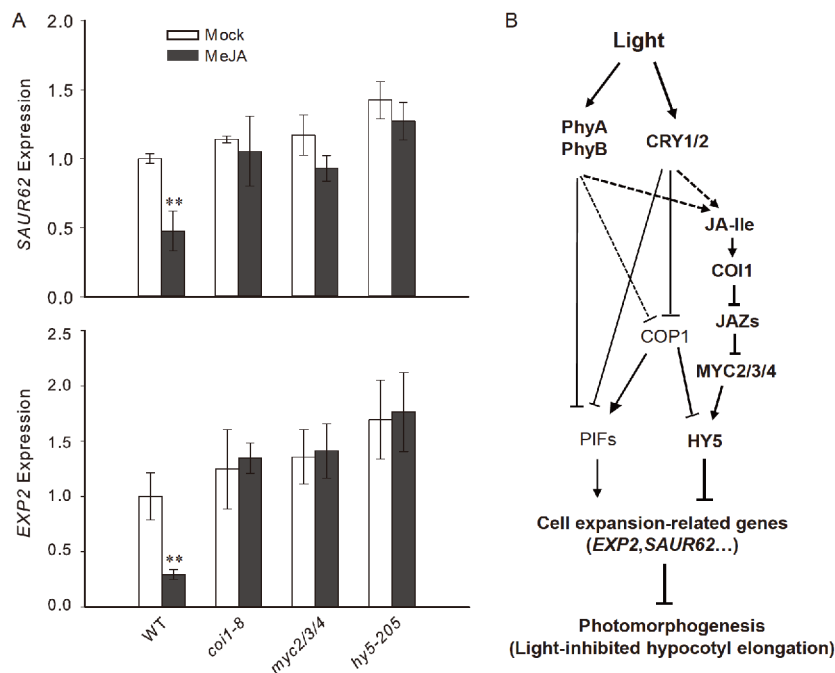 A
Mock
MeJA
2.0
1.5
1.0
0.5
0.0
SAUR62 Expression
**
2.5
2.0
1.5
1.0
0.5
0.0
EXP2 Expression
**
WT
coi1-8
myc2/3/4
hy5-205
B
Light
PhyA
PhyB
CRY1/2
JA-Ile
COI1
JAZs
COP1
MYC2/3/4
PIFs
HY5
Cell expansion-related genes
(EXP2,SAUR62...)
Photomorphogenesis
(Light-inhibited hypocotyl elongation)